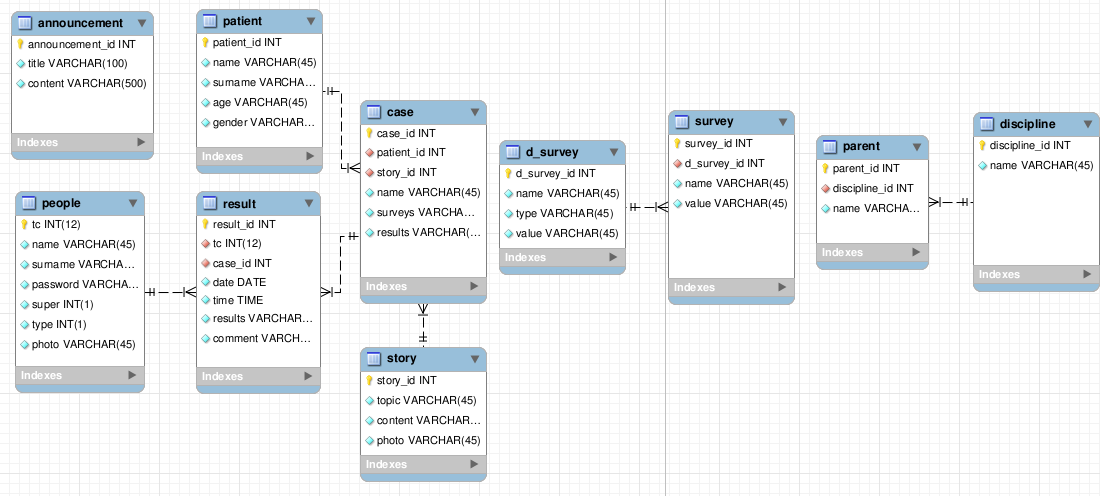 announcement
announcement_id INT
title VARCHAR(100)
content VARCHAR(500)
Indexes
patient
patient_id INT
name VARCHAR(45)
surname VARCHA...
age VARCHAR(45)
gender VARCHAR...
Indexes
people
tc INT(12)
name VARCHAR(45)
surname VARCHA...
password VARCHA...
super INT(1)
type INT(1)
photo VARCHAR(45)
Indexes
result
result_id INT
tc INT(12)
case_id INT
date DATE
time TIME
results VARCHAR...
comment VARCH...
Indexes
case
case_id INT
patient_id INT
story_id INT
name VARCHAR(45)
surveys VARCHA...
results VARCHAR(...
Indexes
story
story_id INT
topic VARCHAR(45)
content VARCHAR...
photo VARCHAR(45)
Indexes
d_survey
d_survey_id INT
name VARCHAR(45)
type VARCHAR(45)
value VARCHAR(45)
Indexes
survey
survey_id INT
d_survey_id INT
name VARCHAR(45)
value VARCHAR(45)
Indexes
parent
parent_id INT
discipline_id INT
name VARCHA...
Indexes
discipline
discipline_id INT
name VARCHAR(45)
Indexes